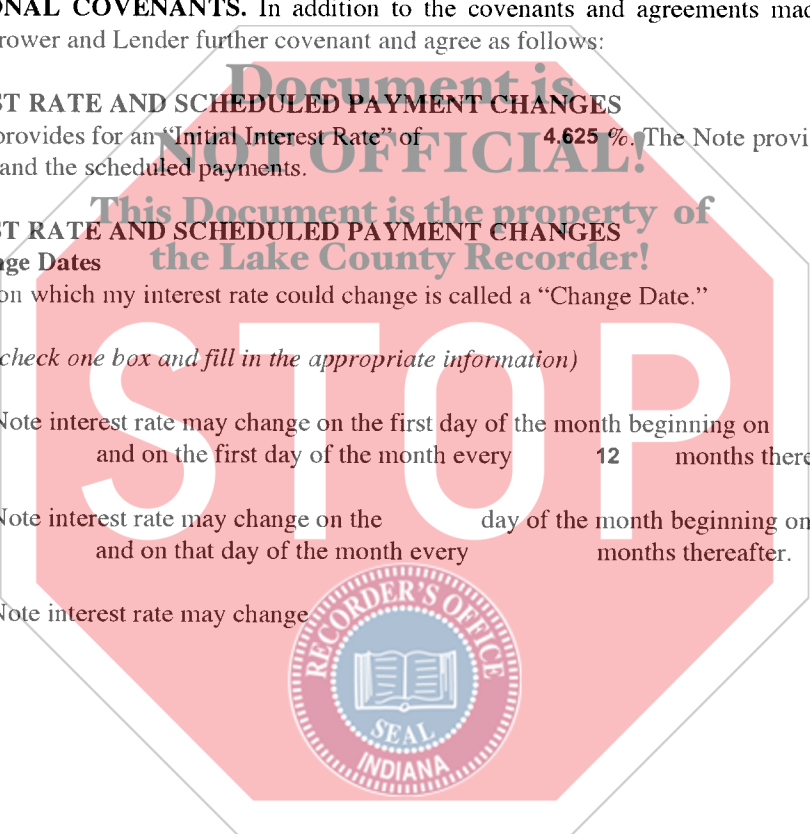 ONAL COVENANTS. In addition to the covenants and agreements mad
rower and Lender further covenant and agree as follows:
Document is
ST RATE AND SCHEDULED PAYMENT CHANGES
provides for an “Initial Interest Rate” of 4.625 %. The Note provi
NOT OFFICIAL!
and the scheduled payments.
This Document is the property of
ST RATE AND SCHEDULED PAYMENT CHANGES
the Lake County Recorder!
nge Dates
on which my interest rate could change is called a “Change Date.”
check one box and fill in the appropriate information)
STOP
Note interest rate may change on the first day of the month beginning on
and on the first day of the month every 12 months there
Note interest rate may change on the day of the month beginning on
and on that day of the month every months thereafter.
Note interest rate may change
RECORDER'S OFFICE
SEAL
INDIANA